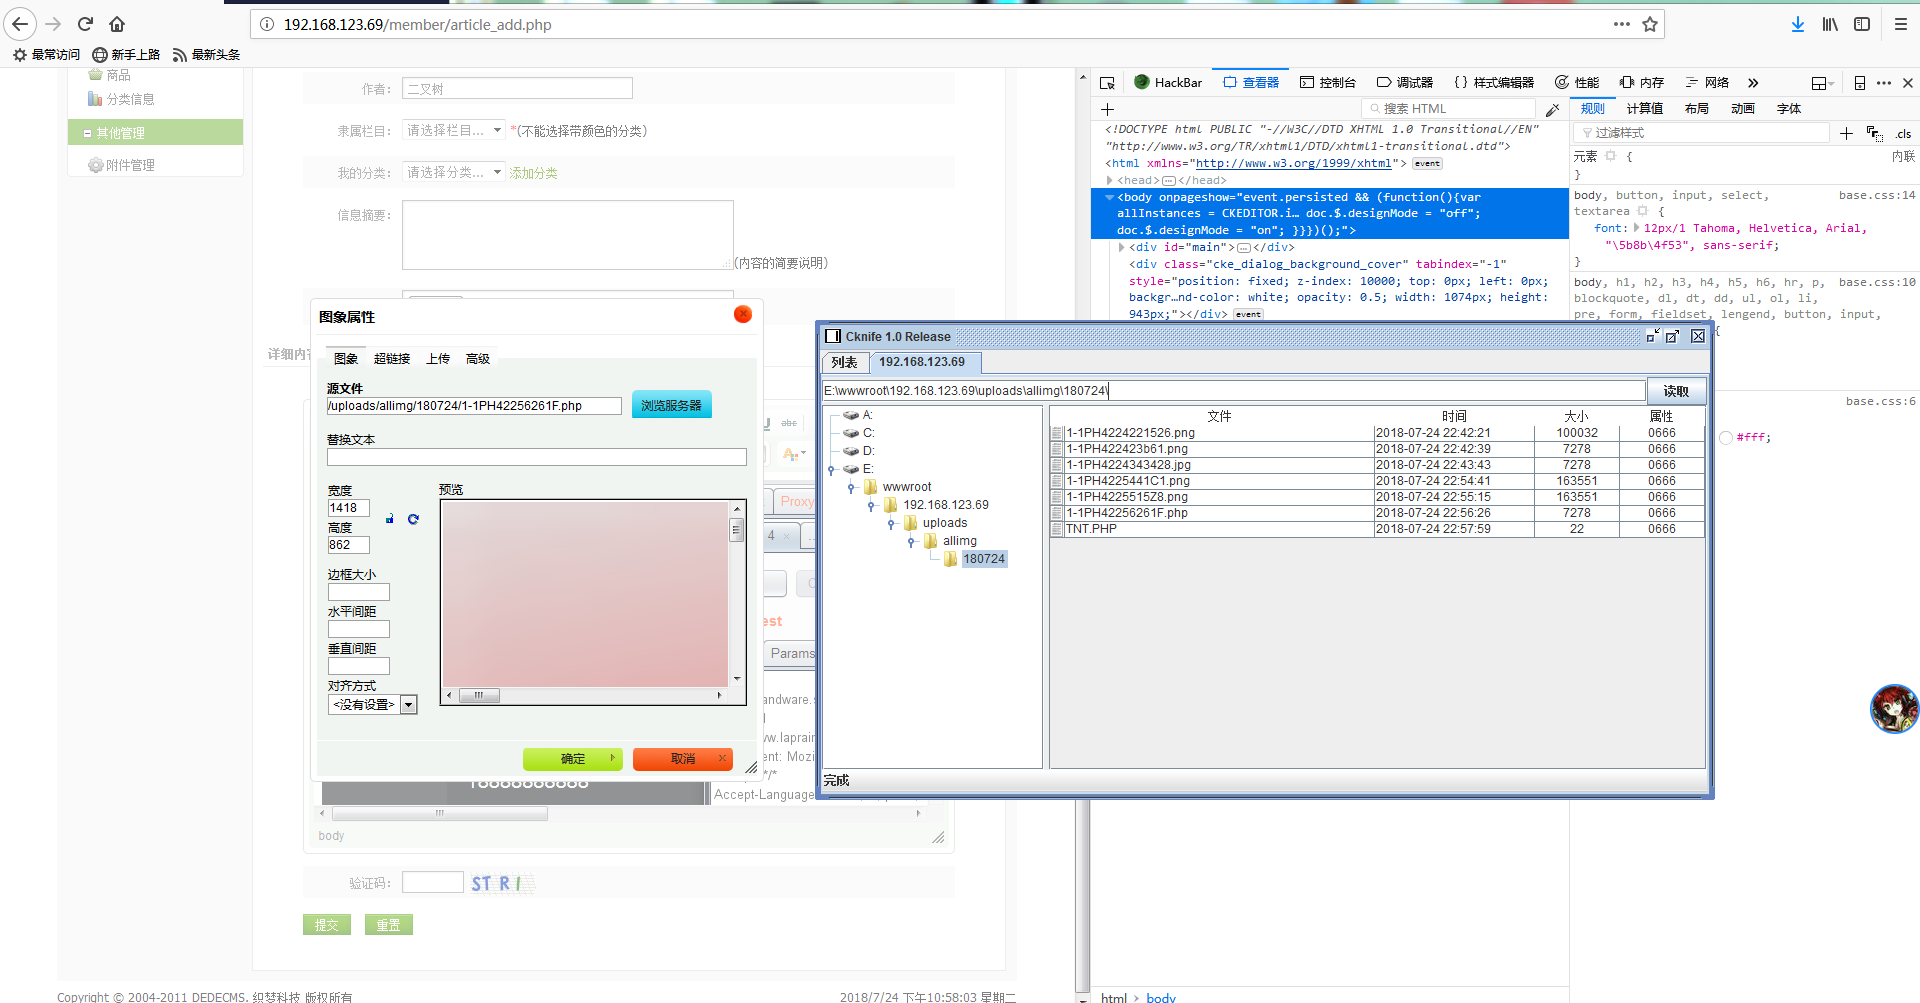 192.168.123.69/member/article_add.php
最常访问 新手上路 最新头条
商品
分类信息
其他管理
附件管理
作者： 二叉树
隶属栏目： 请选择栏目... *(不能选择带颜色的分类)
我的分类： 请选择分类... 添加分类
信息摘要：
(内容的简要说明)
详细内
图象属性
图象 超链接 上传 高级
源文件
/uploads/allimg/180724/1-1PH42256261F.php 浏览服务器
替换文本
宽度
1418
高度
862
预览
边框大小
水平间距
垂直间距
对齐方式
<没有设置>
确定 取消
abc
A
Proxy
4 × ...
est
Params
andware.s
ww.laprain
ent: Mozi
*/*
Accept-Language
body
验证码： STRI
提交 重置
Copyright © 2004-2011 DEDECMS. 织梦科技 版权所有
2018/7/24 下午10:58:03 星期二
HackBar 查看器 控制台 调试器 { } 样式编辑器 性能 内存 网络
搜索 HTML
<!DOCTYPE html PUBLIC "-//W3C//DTD XHTML 1.0 Transitional//EN"
"http://www.w3.org/TR/xhtml1/DTD/xhtml1-transitional.dtd">
<html xmlns="http://www.w3.org/1999/xhtml"> event
<head></head>
<body onpageshow="event.persisted && (function(){var
allInstances = CKEDITOR.i… doc.$.designMode = "off";
doc.$.designMode = "on"; }}})();">
<div id="main"></div>
<div class="cke_dialog_background_cover" tabindex="-1"
style="position: fixed; z-index: 10000; top: 0px; left: 0px;
backgr…nd-color: white; opacity: 0.5; width: 1074px; height:
943px;"></div> event
html > body
规则 计算值 布局 动画 字体
过滤样式 .cls
元素 { 内联
}
body, button, input, select, base.css:14
textarea {
font: 12px/1 Tahoma, Helvetica, Arial,
"\5b8b\4f53", sans-serif;
}
body, h1, h2, h3, h4, h5, h6, hr, p, base.css:10
blockquote, dl, dt, dd, ul, ol, li,
pre, form, fieldset, lengend, button, input,
{
base.css:6
#fff;
Cknife 1.0 Release
列表 192.168.123.69
E:\wwwroot\192.168.123.69\uploads\allimg\180724\ 读取
A:
C:
D:
E:
wwwroot
192.168.123.69
uploads
allimg
180724
文件 时间 大小 属性
1-1PH4224221526.png 2018-07-24 22:42:21 100032 0666
1-1PH422423b61.png 2018-07-24 22:42:39 7278 0666
1-1PH4224343428.jpg 2018-07-24 22:43:43 7278 0666
1-1PH4225441C1.png 2018-07-24 22:54:41 163551 0666
1-1PH4225515Z8.png 2018-07-24 22:55:15 163551 0666
1-1PH42256261F.php 2018-07-24 22:56:26 7278 0666
TNT.PHP 2018-07-24 22:57:59 22 0666
完成